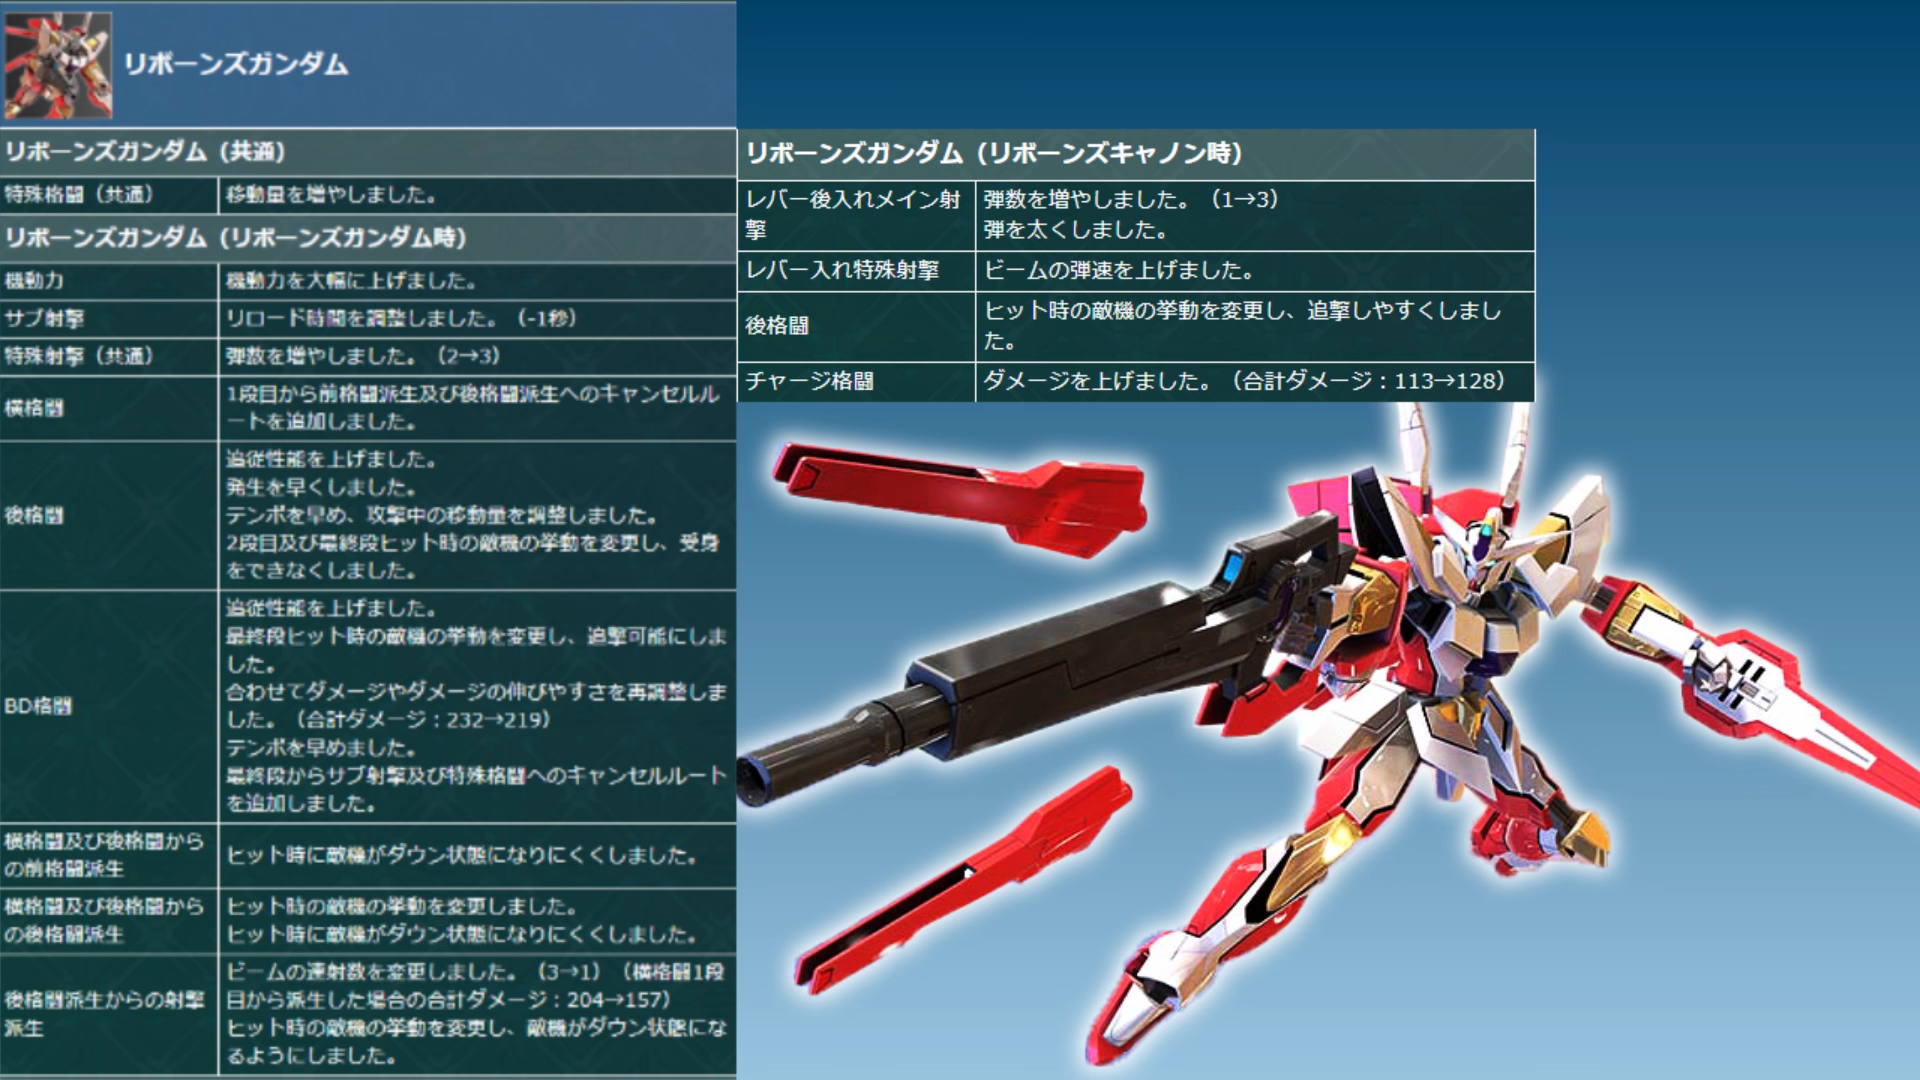 リボーンズガンダム
リボーンズガンダム（共通）
特殊格闘（共通）
移動量を増やしました。
リボーンズガンダム（リボーンズガンダム時）
機動力
機動力を大幅に上げました。
サブ射撃
リロード時間を調整しました。（-1秒）
特殊射撃（共通）
弾数を増やしました。（2→3）
横格闘
1段目から前格闘派生及び後格闘派生へのキャンセルル
ートを追加しました。
後格闘
追従性能を上げました。
発生を早くしました。
テンポを早め、攻撃中の移動量を調整しました。
2段目及び最終段ヒット時の敵機の挙動を変更し、受身
をできなくしました。
BD格闘
追従性能を上げました。
最終段ヒット時の敵機の挙動を変更し、追撃可能にしま
した。
合わせてダメージやダメージの伸びやすさを再調整しま
した。（合計ダメージ：232→219）
テンポを早めました。
最終段からサブ射撃及び特殊格闘へのキャンセルルート
を追加しました。
横格闘及び後格闘から
の前格闘派生
ヒット時に敵機がダウン状態になりにくくしました。
横格闘及び後格闘から
の後格闘派生
ヒット時の敵機の挙動を変更しました。
ヒット時に敵機がダウン状態になりにくくしました。
後格闘派生からの射撃
派生
ビームの連射数を変更しました。（3→1）（横格闘1段
目から派生した場合の合計ダメージ：204→157）
ヒット時の敵機の挙動を変更し、敵機がダウン状態にな
るようにしました。
リボーンズガンダム（リボーンズキャノン時）
レバー後入れメイン射
撃
弾数を増やしました。（1→3）
弾を太くしました。
レバー入れ特殊射撃
ビームの弾速を上げました。
後格闘
ヒット時の敵機の挙動を変更し、追撃しやすくしまし
た。
チャージ格闘
ダメージを上げました。（合計ダメージ：113→128）